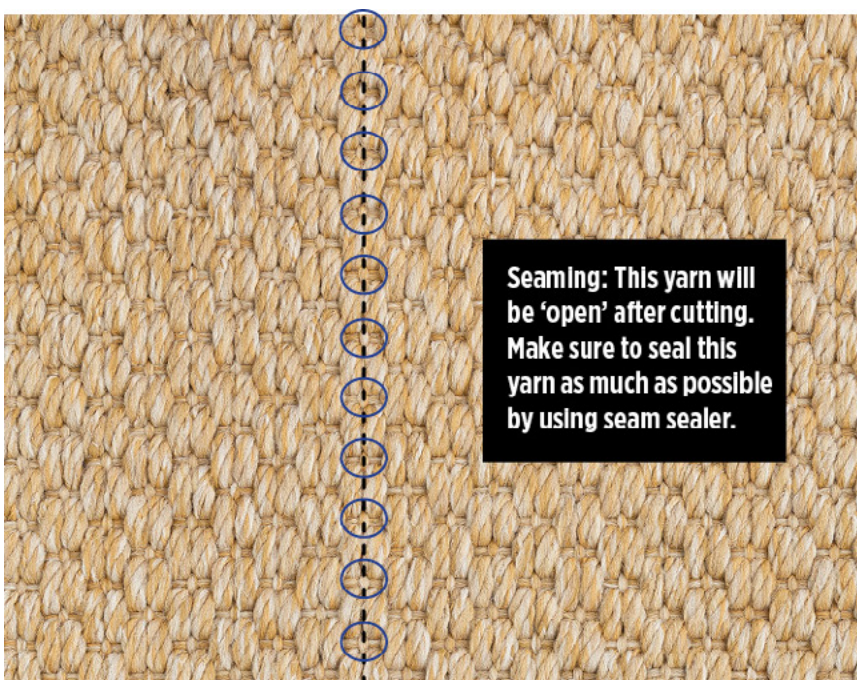 Seaming: This yarn will
be ‘open’ after cutting.
Make sure to seal this
yarn as much as possible
by using seam sealer.